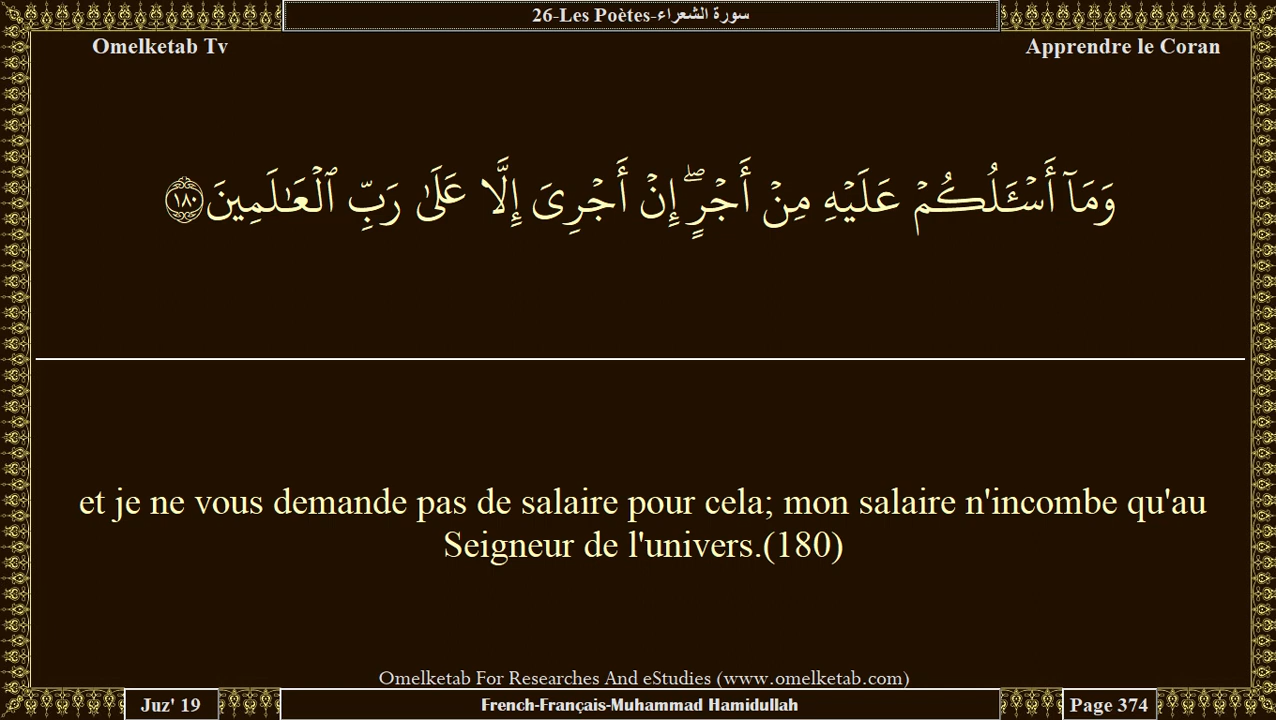 26-Les Poètes-سورة الشعراء
Omelketab Tv
Apprendre le Coran
وَمَآ أَسْـَٔلُكُمْ عَلَيْهِ مِنْ أَجْرٍ ۖ إِنْ أَجْرِىَ إِلَّا عَلَىٰ رَبِّ ٱلْعَـٰلَمِينَ ١٨٠
et je ne vous demande pas de salaire pour cela; mon salaire n'incombe qu'au
Seigneur de l'univers.(180)
Omelketab For Researches And eStudies (www.omelketab.com)
Juz' 19
French-Français-Muhammad Hamidullah
Page 374